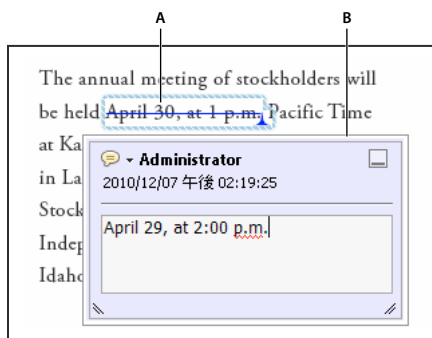 A B
The annual meeting of stockholders will
be held April 30, at 1 p.m. Pacific Time
at Ka
in La
Stock
Indep
Idaho
Administrator
2010/12/07 午後 02:19:25
April 29, at 2:00 p.m.